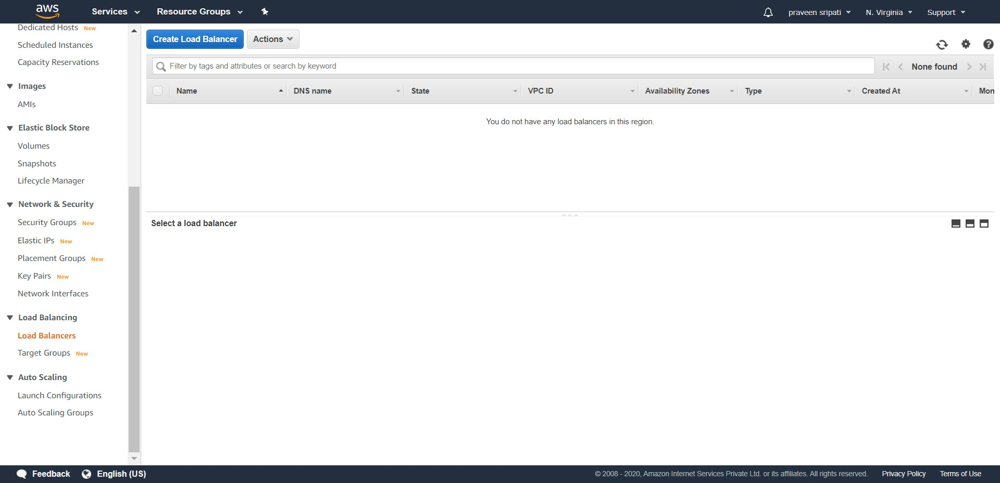 aws Services Resource Groups praveen sripati N. Virginia Support
Dedicated Hosts New
Scheduled Instances
Capacity Reservations
Images
AMIs
Elastic Block Store
Volumes
Snapshots
Lifecycle Manager
Network & Security
Security Groups New
Elastic IPs New
Placement Groups New
Key Pairs New
Network Interfaces
Load Balancing
Load Balancers
Target Groups New
Auto Scaling
Launch Configurations
Auto Scaling Groups
Create Load Balancer Actions
Filter by tags and attributes or search by keyword None found
Name DNS name State VPC ID Availability Zones Type Created At Mon
You do not have any load balancers in this region.
Select a load balancer
Feedback English (US) © 2008 - 2020, Amazon Internet Services Private Ltd. or its affiliates. All rights reserved. Privacy Policy Terms of Use